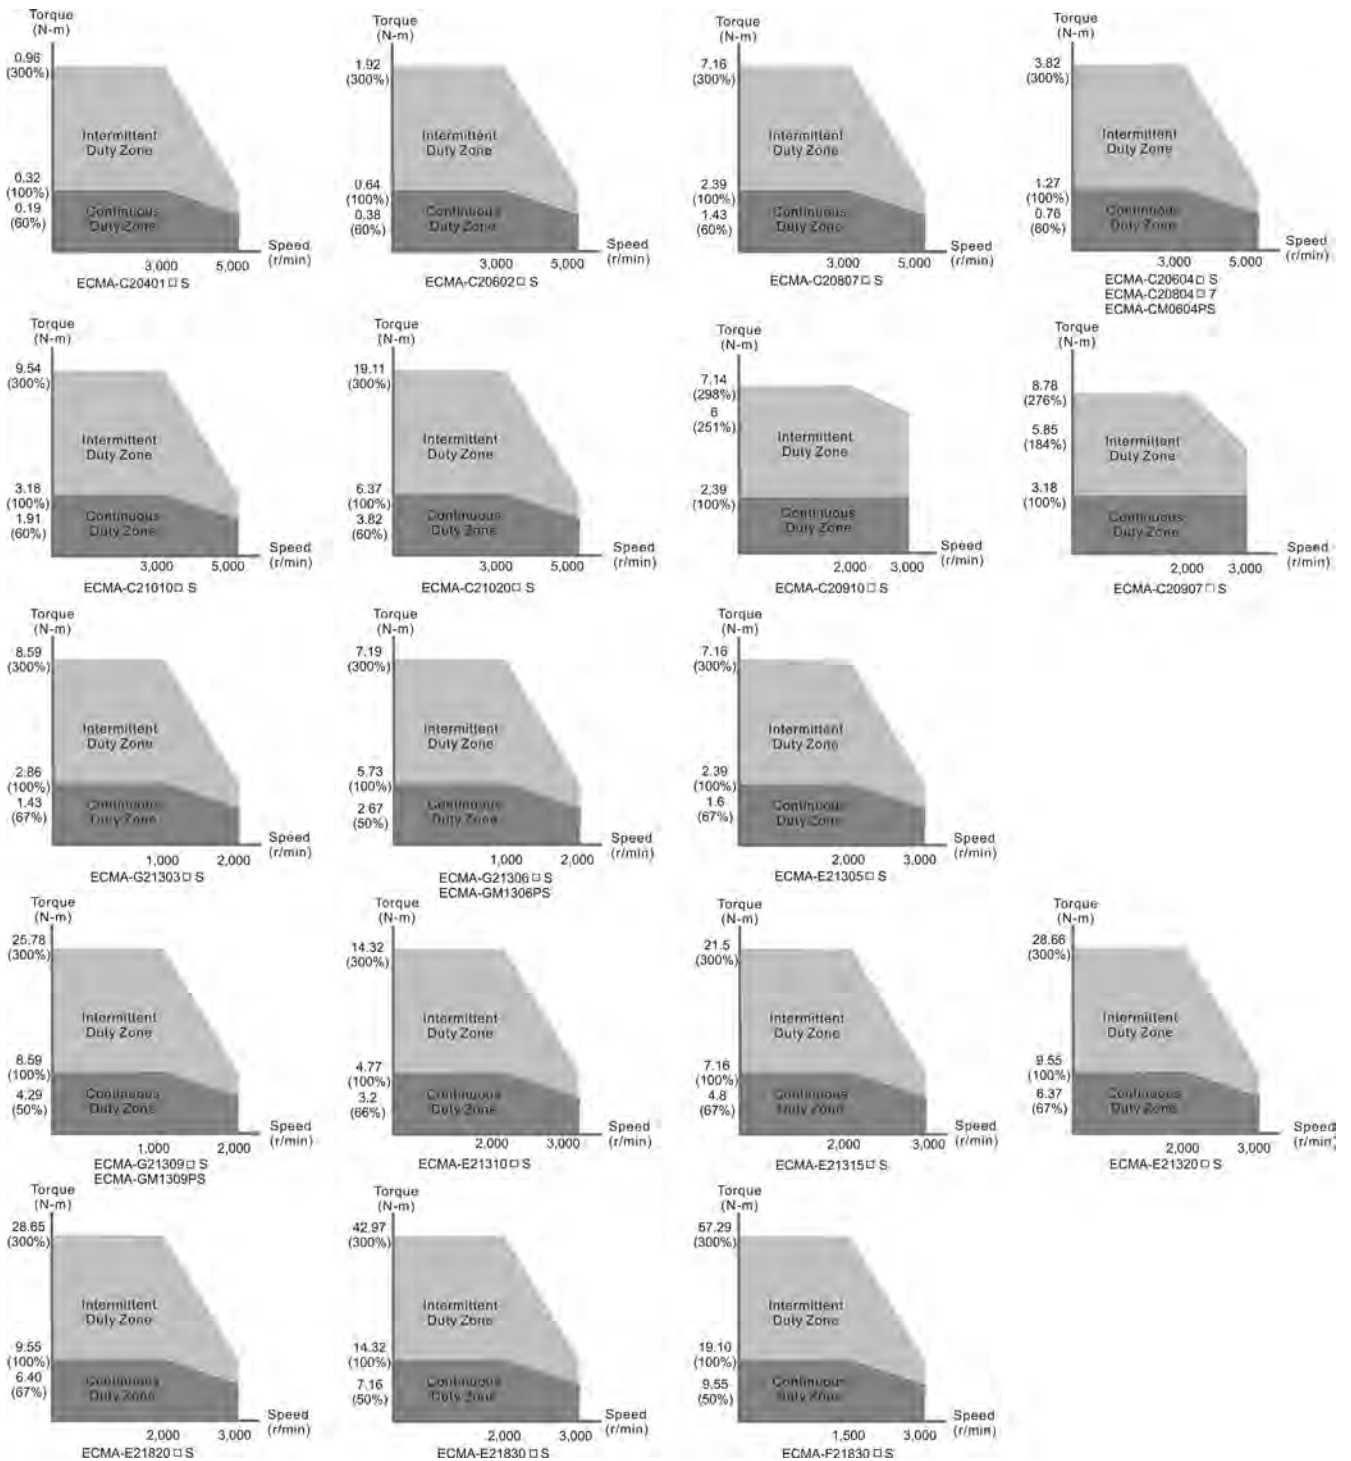 Torque
(N-m)
0.96
(300%)
Intermittent
Duty Zone
0.32
(100%)
0.19
(60%)
Continuous
Duty Zone
Speed
(r/min)
3,000
5,000
ECMA-C20401□ S
Torque
(N-m)
1.92
(300%)
Intermittent
Duty Zone
0.64
(100%)
0.38
(60%)
Continuous
Duty Zone
Speed
(r/min)
3,000
5,000
ECMA-C20602□ S
Torque
(N-m)
7.16
(300%)
Intermittent
Duty Zone
2.39
(100%)
1.43
(60%)
Continuous
Duty Zone
Speed
(r/min)
3,000
5,000
ECMA-C20807□ S
Torque
(N-m)
3.82
(300%)
Intermittent
Duty Zone
1.27
(100%)
0.76
(60%)
Continuous
Duty Zone
Speed
(r/min)
3,000
5,000
ECMA-C20604□ S
ECMA-C20804□ 7
ECMA-CM0604PS
Torque
(N-m)
9.54
(300%)
Intermittent
Duty Zone
3.18
(100%)
1.91
(60%)
Continuous
Duty Zone
Speed
(r/min)
3,000
5,000
ECMA-C21010□ S
Torque
(N-m)
19.11
(300%)
Intermittent
Duty Zone
6.37
(100%)
3.82
(60%)
Continuous
Duty Zone
Speed
(r/min)
3,000
5,000
ECMA-C21020□ S
Torque
(N-m)
7.14
(298%)
6
(251%)
Intermittent
Duty Zone
2.39
(100%)
Continuous
Duty Zone
Speed
(r/min)
2,000
3,000
ECMA-C20910□ S
Torque
(N-m)
8.78
(276%)
5.85
(184%)
Intermittent
Duty Zone
3.18
(100%)
Continuous
Duty Zone
Speed
(r/min)
2,000
3,000
ECMA-C20907□ S
Torque
(N-m)
8.59
(300%)
Intermittent
Duty Zone
2.86
(100%)
1.43
(67%)
Continuous
Duty Zone
Speed
(r/min)
1,000
2,000
ECMA-G21303□ S
Torque
(N-m)
7.19
(300%)
Intermittent
Duty Zone
5.73
(100%)
2.67
(50%)
Continuous
Duty Zone
Speed
(r/min)
1,000
2,000
ECMA-G21306□ S
ECMA-GM1306PS
Torque
(N-m)
7.16
(300%)
Intermittent
Duty Zone
2.39
(100%)
1.6
(67%)
Continuous
Duty Zone
Speed
(r/min)
2,000
3,000
ECMA-E21305□ S
Torque
(N-m)
25.78
(300%)
Intermittent
Duty Zone
8.59
(100%)
4.29
(50%)
Continuous
Duty Zone
Speed
(r/min)
1,000
2,000
ECMA-G21309□ S
ECMA-GM1309PS
Torque
(N-m)
14.32
(300%)
Intermittent
Duty Zone
4.77
(100%)
3.2
(66%)
Continuous
Duty Zone
Speed
(r/min)
2,000
3,000
ECMA-E21310□ S
Torque
(N-m)
21.5
(300%)
Intermittent
Duty Zone
7.16
(100%)
4.8
(67%)
Continuous
Duty Zone
Speed
(r/min)
2,000
3,000
ECMA-E21315□ S
Torque
(N-m)
28.66
(300%)
Intermittent
Duty Zone
9.55
(100%)
6.37
(67%)
Continuous
Duty Zone
Speed
(r/min)
2,000
3,000
ECMA-E21320□ S
Torque
(N-m)
28.65
(300%)
Intermittent
Duty Zone
9.55
(100%)
6.40
(67%)
Continuous
Duty Zone
Speed
(r/min)
2,000
3,000
ECMA-E21820□ S
Torque
(N-m)
42.97
(300%)
Intermittent
Duty Zone
14.32
(100%)
7.16
(50%)
Continuous
Duty Zone
Speed
(r/min)
2,000
3,000
ECMA-E21830□ S
Torque
(N-m)
57.29
(300%)
Intermittent
Duty Zone
19.10
(100%)
9.55
(50%)
Continuous
Duty Zone
Speed
(r/min)
1,500
3,000
ECMA-F21830□ S